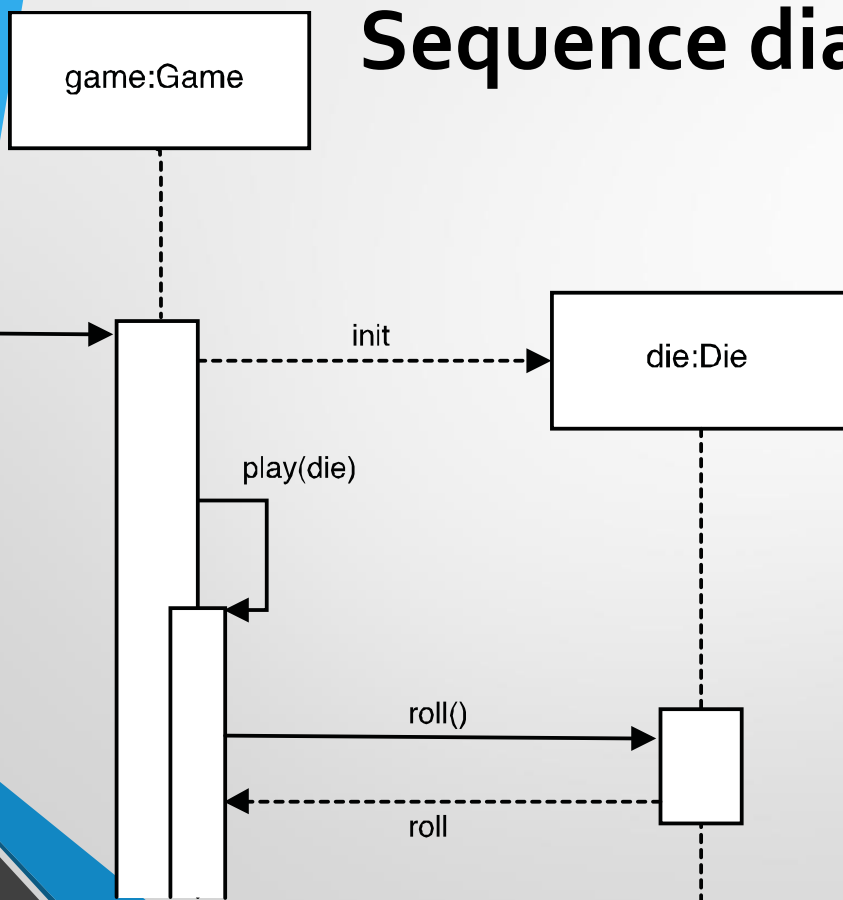 Sequence dia
game:Game
init
die:Die
play(die)
roll()
roll